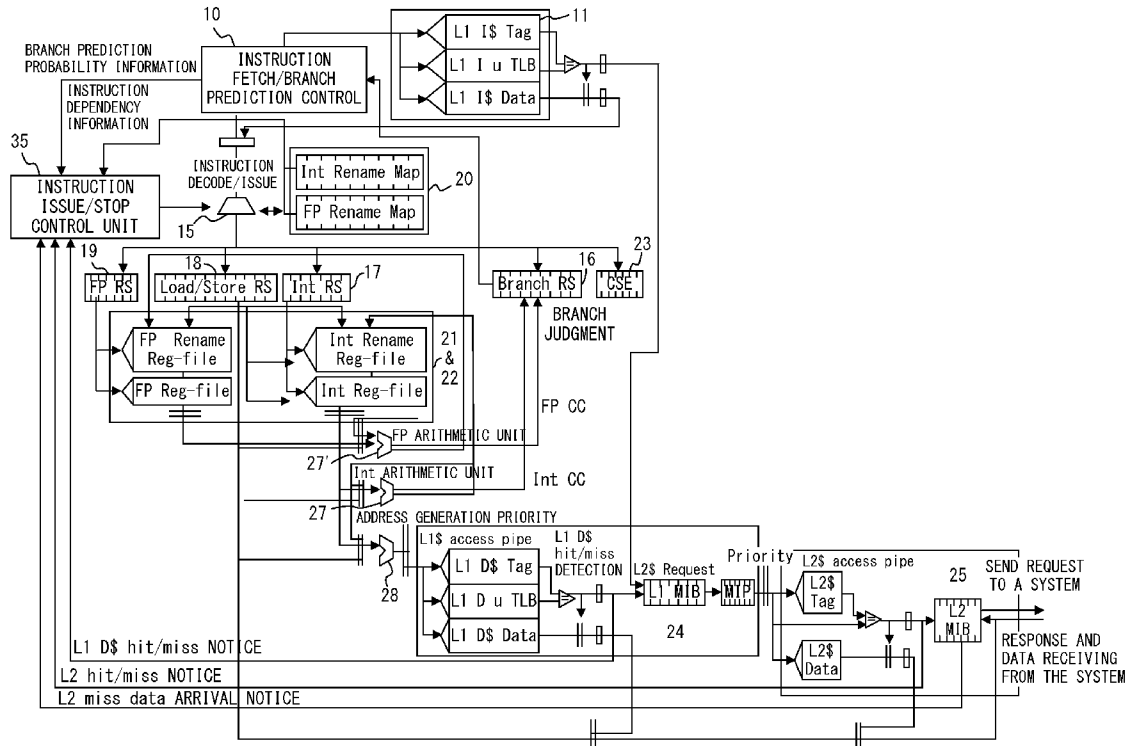 10
11
L1 I$ Tag
L1 I u TLB
L1 I$ Data
BRANCH PREDICTION
PROBABILITY INFORMATION
INSTRUCTION
FETCH/BRANCH
PREDICTION CONTROL
INSTRUCTION
DEPENDENCY
INFORMATION
35
INSTRUCTION
ISSUE/STOP
CONTROL UNIT
INSTRUCTION
DECODE/ISSUE
15
Int Rename Map
FP Rename Map
20
19
FP RS
18
Load/Store RS
Int RS
17
Branch RS
16
23
CSE
BRANCH
JUDGMENT
FP Rename
Reg-file
FP Reg-file
Int Rename
Reg-file
Int Reg-file
21
&
22
FP CC
FP ARITHMETIC UNIT
27'
Int ARITHMETIC UNIT
27
Int CC
ADDRESS GENERATION PRIORITY
28
L1$ access pipe
L1 D$ Tag
L1 D u TLB
L1 D$ Data
L1 D$
hit/miss
DETECTION
L2$ Request
L1 MIB
MIP
24
Priority
L2$ access pipe
L2$
Tag
L2$
Data
25
L2
MIB
SEND REQUEST
TO A SYSTEM
RESPONSE AND
DATA RECEIVING
FROM THE SYSTEM
L1 D$ hit/miss NOTICE
L2 hit/miss NOTICE
L2 miss data ARRIVAL NOTICE